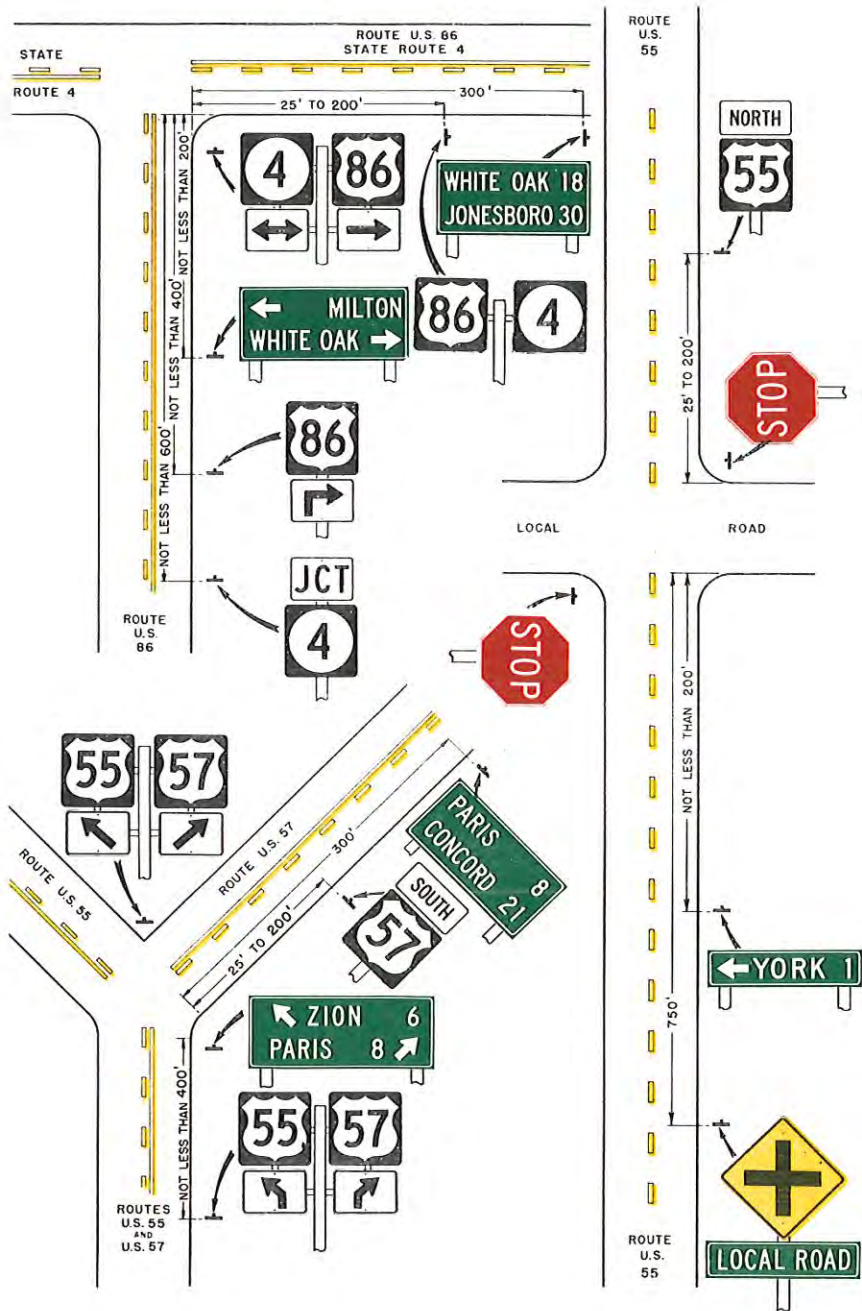 ROUTE U.S. 86
STATE ROUTE 4
STATE
ROUTE 4
300'
25' TO 200'
NOT LESS THAN 200'
NOT LESS THAN 400'
NOT LESS THAN 600'
4
86
WHITE OAK 18
JONESBORO 30
← MILTON
WHITE OAK →
86
4
86
JCT
4
ROUTE
U.S.
86
ROUTE
U.S.
55
NORTH
55
25' TO 200'
STOP
LOCAL ROAD
STOP
NOT LESS THAN 200'
750'
← YORK 1
LOCAL ROAD
ROUTE
U.S.
55
55
57
ROUTE U.S. 57
ROUTE U.S. 55
300'
25' TO 200'
PARIS 8
CONCORD 21
SOUTH
57
ZION 6
PARIS 8
NOT LESS THAN 400'
55
57
ROUTES
U.S. 55
AND
U.S. 57